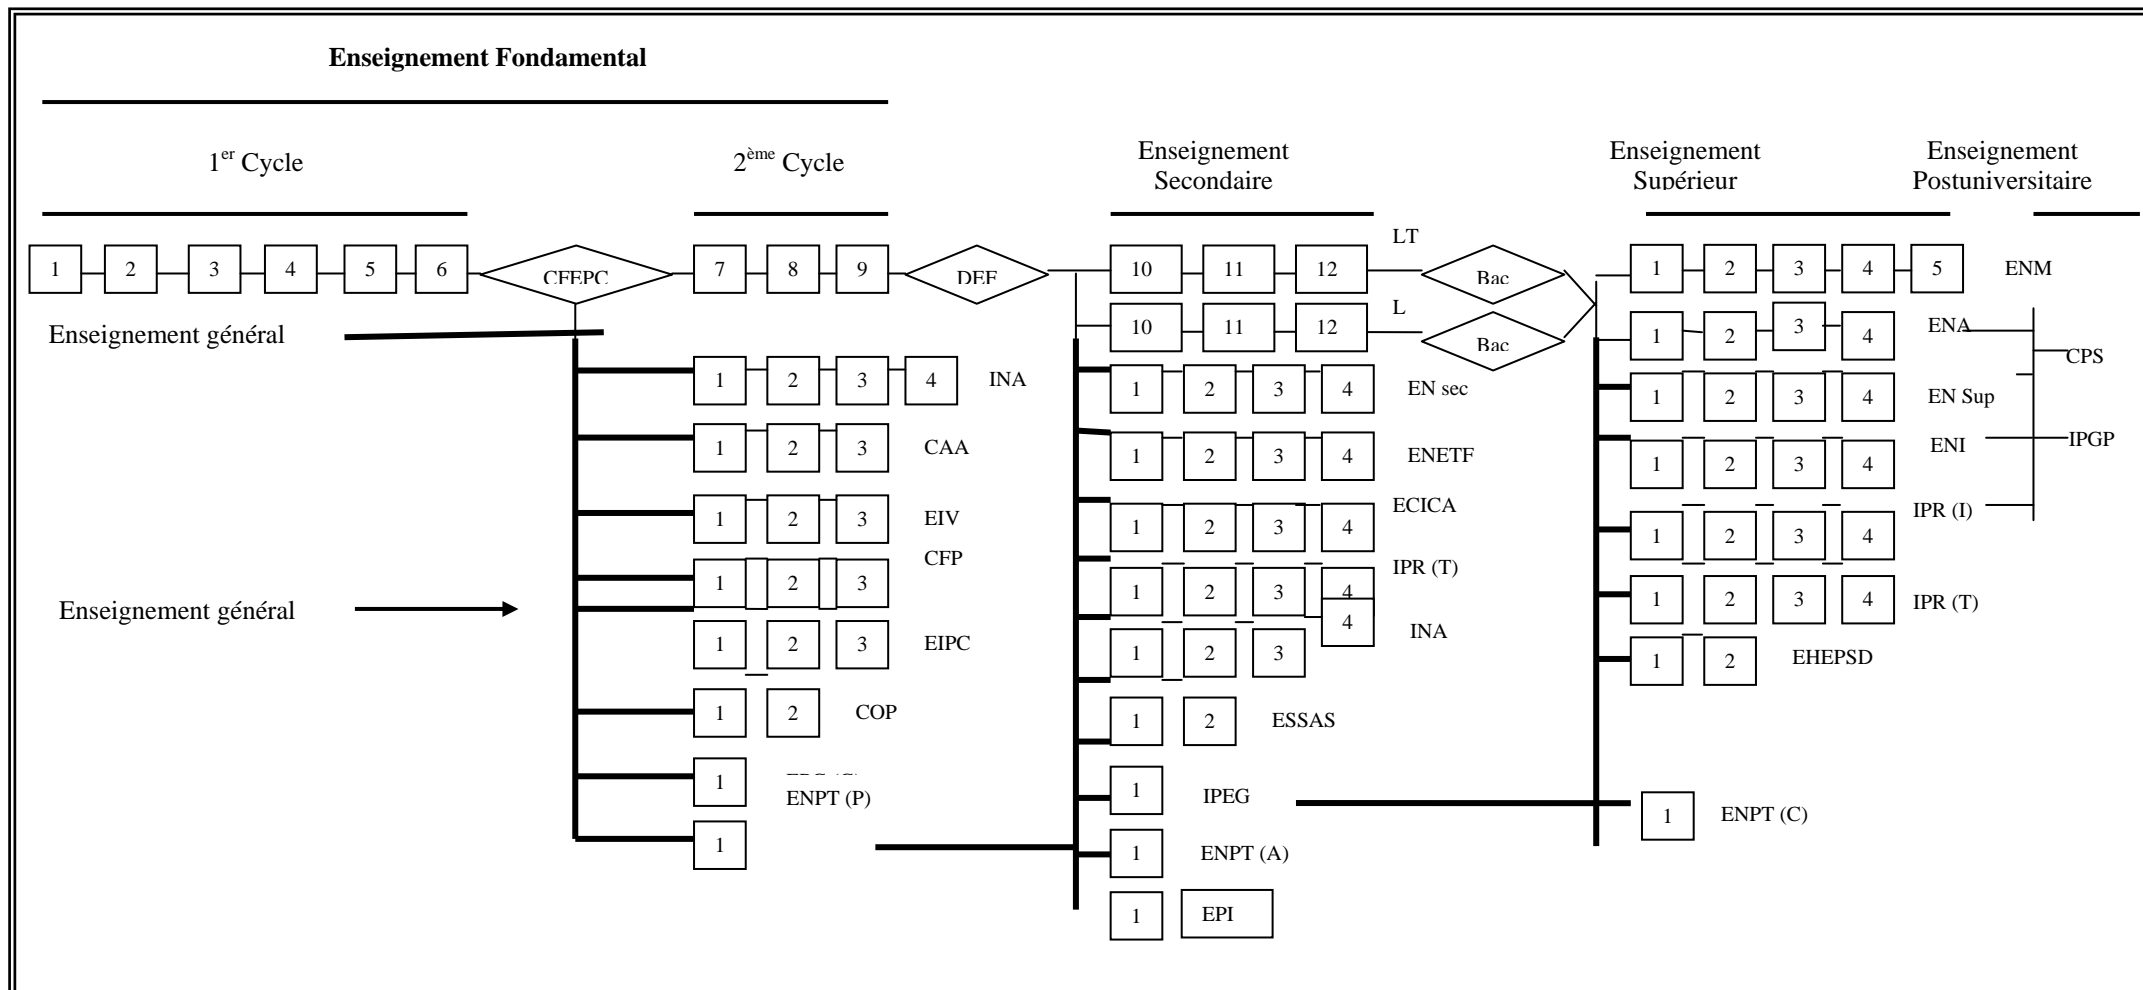 Enseignement Fondamental
1er Cycle
2ème Cycle
Enseignement Secondaire
Enseignement Supérieur
Enseignement Postuniversitaire
1 2 3 4 5 6 CFEPC 7 8 9 DEF 10 11 12 LT Bac 1 2 3 4 5 ENM
10 11 12 L Bac
Enseignement général
1 2 3 4 INA
1 2 3 CAA
1 2 3 EIV
1 2 3 CFP
Enseignement général
1 2 3 EIPC
1 2 COP
1
ENPT (P)
1
1 2 3 4 EN sec
1 2 3 4 ENETF
1 2 3 4 ECICA
1 2 3 4 IPR (T)
1 2 3 4 INA
1 2 ESSAS
1 IPEG
1 ENPT (A)
1 EPI
1 2 3 4 ENA
CPS
1 2 3 4 EN Sup
1 2 3 4 ENI
IPGP
1 2 3 4 IPR (I)
1 2 3 4 IPR (T)
1 2 EHEPSD
1 ENPT (C)